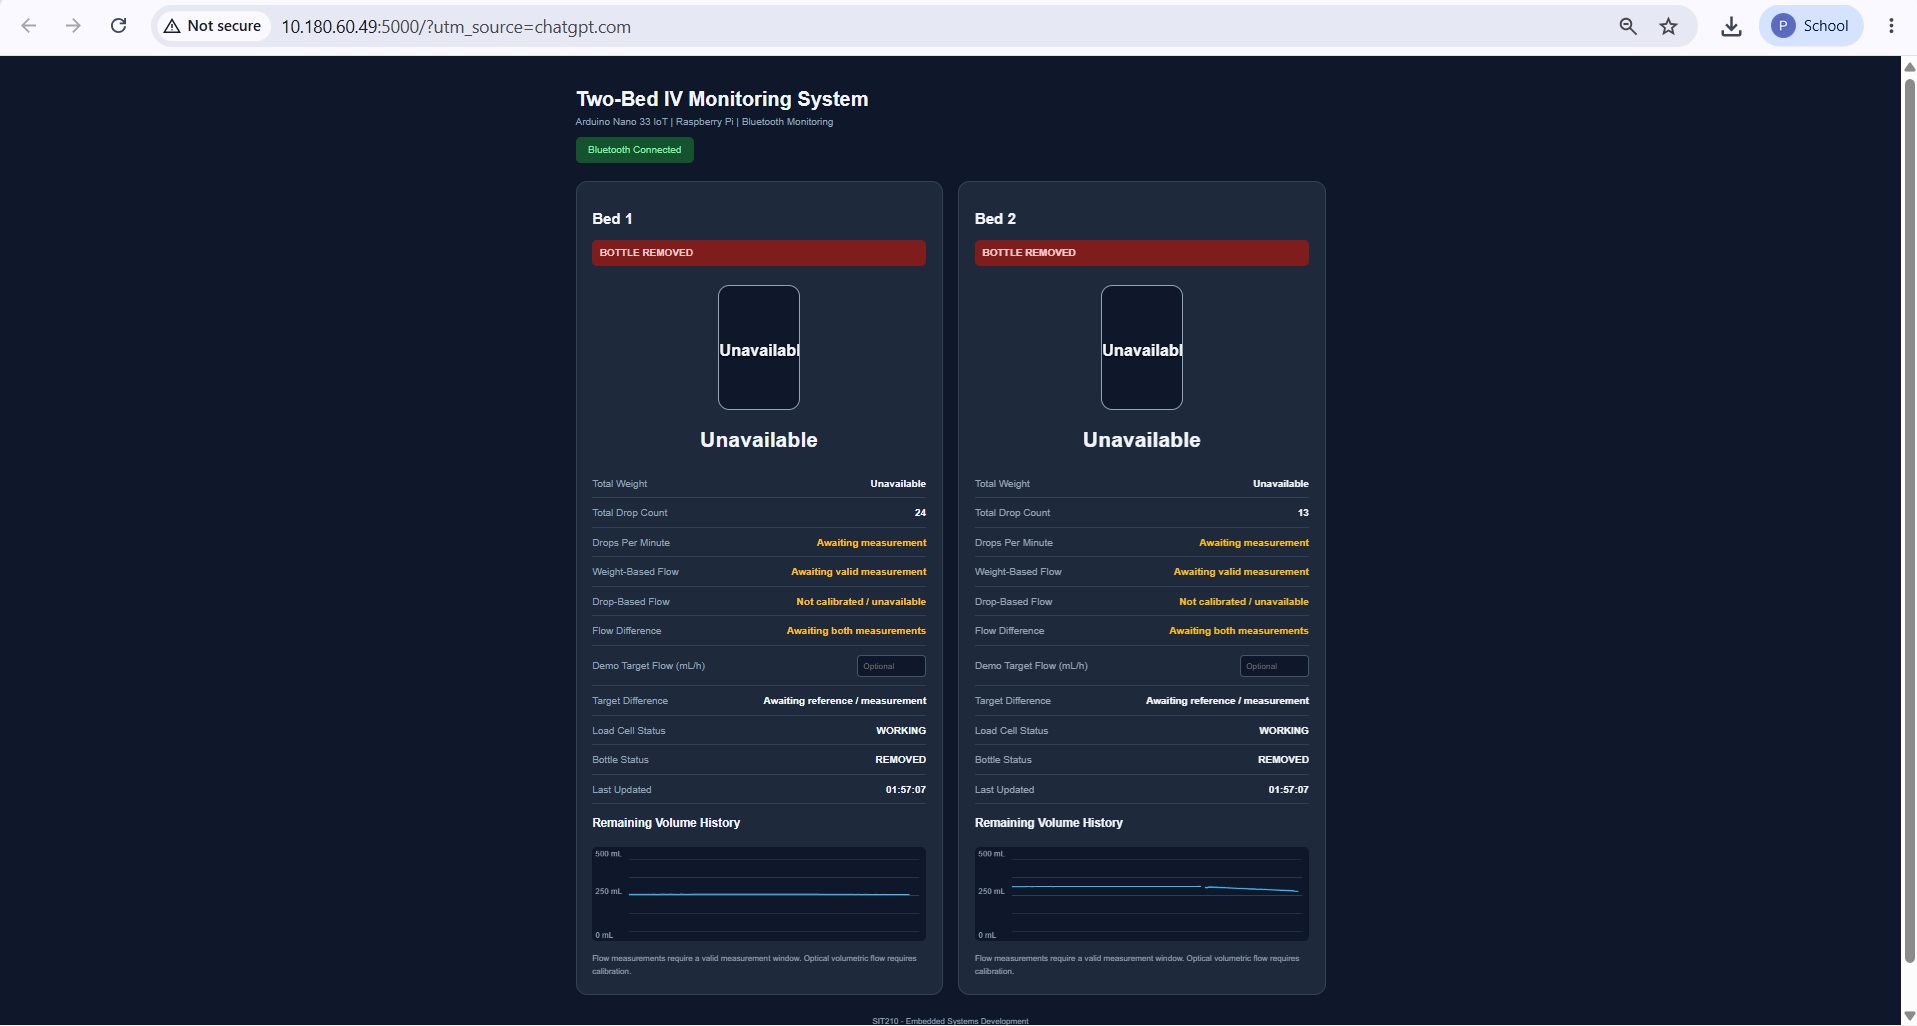 Not secure
10.180.60.49:5000/?utm_source=chatgpt.com
P
School
Two-Bed IV Monitoring System
Arduino Nano 33 IoT | Raspberry Pi | Bluetooth Monitoring
Bluetooth Connected
Bed 1
BOTTLE REMOVED
Unavailabl
Unavailable
Total Weight Unavailable
Total Drop Count 24
Drops Per Minute Awaiting measurement
Weight-Based Flow Awaiting valid measurement
Drop-Based Flow Not calibrated / unavailable
Flow Difference Awaiting both measurements
Demo Target Flow (mL/h) Optional
Target Difference Awaiting reference / measurement
Load Cell Status WORKING
Bottle Status REMOVED
Last Updated 01:57:07
Remaining Volume History
500 mL
250 mL
0 mL
Flow measurements require a valid measurement window. Optical volumetric flow requires
calibration.
Bed 2
BOTTLE REMOVED
Unavailabl
Unavailable
Total Weight Unavailable
Total Drop Count 13
Drops Per Minute Awaiting measurement
Weight-Based Flow Awaiting valid measurement
Drop-Based Flow Not calibrated / unavailable
Flow Difference Awaiting both measurements
Demo Target Flow (mL/h) Optional
Target Difference Awaiting reference / measurement
Load Cell Status WORKING
Bottle Status REMOVED
Last Updated 01:57:07
Remaining Volume History
500 mL
250 mL
0 mL
Flow measurements require a valid measurement window. Optical volumetric flow requires
calibration.
SIT210 - Embedded Systems Development